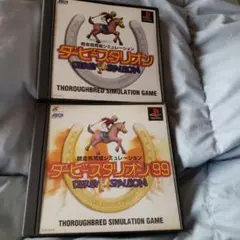 競走馬育成シミュレーション
ダービースタリオン
DERBY STALLION
THOROUGHBRED SIMULATION GAME
競走馬育成シミュレーション
ダービースタリオン99
DERBY STALLION
THOROUGHBRED SIMULATION GAME